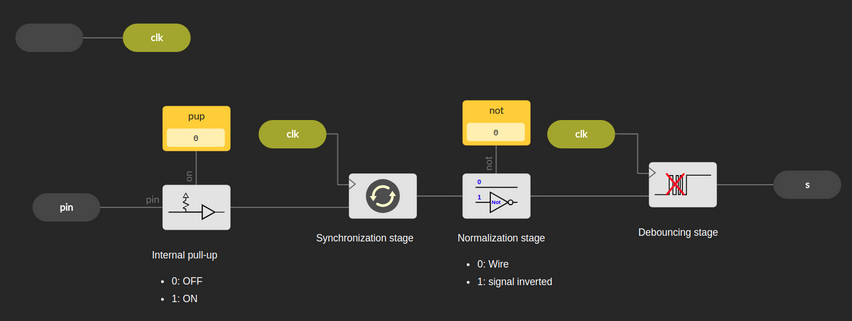 clk
pup
0
clk
not
0
clk
on
not
pin
pin
0
1
Not
s
Internal pull-up
Synchronization stage
Normalization stage
Debouncing stage
• 0: OFF
• 1: ON
• 0: Wire
• 1: signal inverted